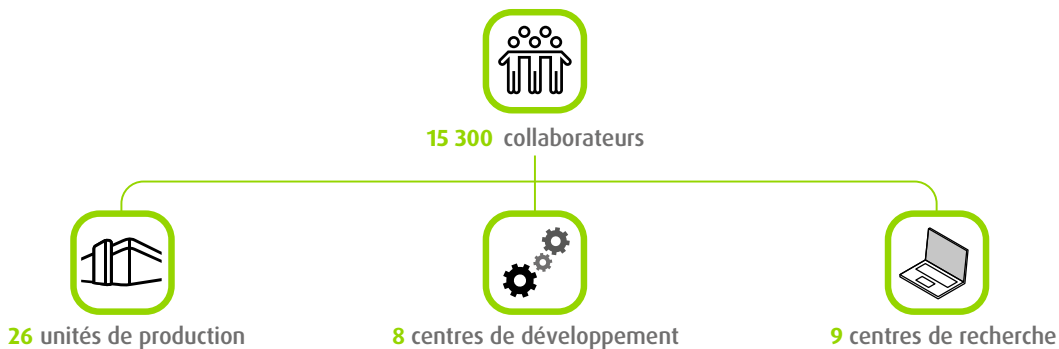 15 300 collaborateurs
26 unités de production
8 centres de développement
9 centres de recherche